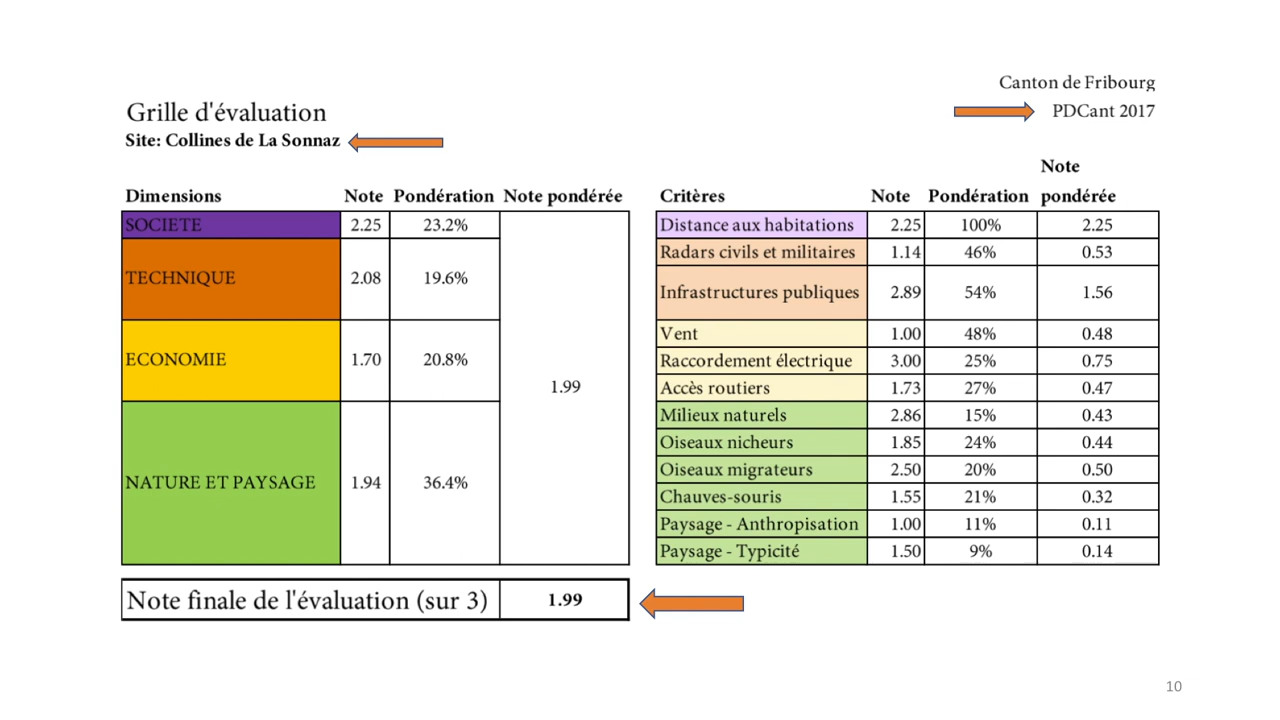 Canton de Fribourg
PDCant 2017
Grille d'évaluation
Site: Collines de La Sonnaz
Dimensions Note Pondération Note pondérée
SOCIETE 2.25 23.2%
TECHNIQUE 2.08 19.6%
ECONOMIE 1.70 20.8%
NATURE ET PAYSAGE 1.94 36.4%
1.99
Note finale de l'évaluation (sur 3) 1.99
Note
Critères Note Pondération pondérée
Distance aux habitations 2.25 100% 2.25
Radars civils et militaires 1.14 46% 0.53
Infrastructures publiques 2.89 54% 1.56
Vent 1.00 48% 0.48
Raccordement électrique 3.00 25% 0.75
Accès routiers 1.73 27% 0.47
Milieux naturels 2.86 15% 0.43
Oiseaux nicheurs 1.85 24% 0.44
Oiseaux migrateurs 2.50 20% 0.50
Chauves-souris 1.55 21% 0.32
Paysage - Anthropisation 1.00 11% 0.11
Paysage - Typicité 1.50 9% 0.14
10